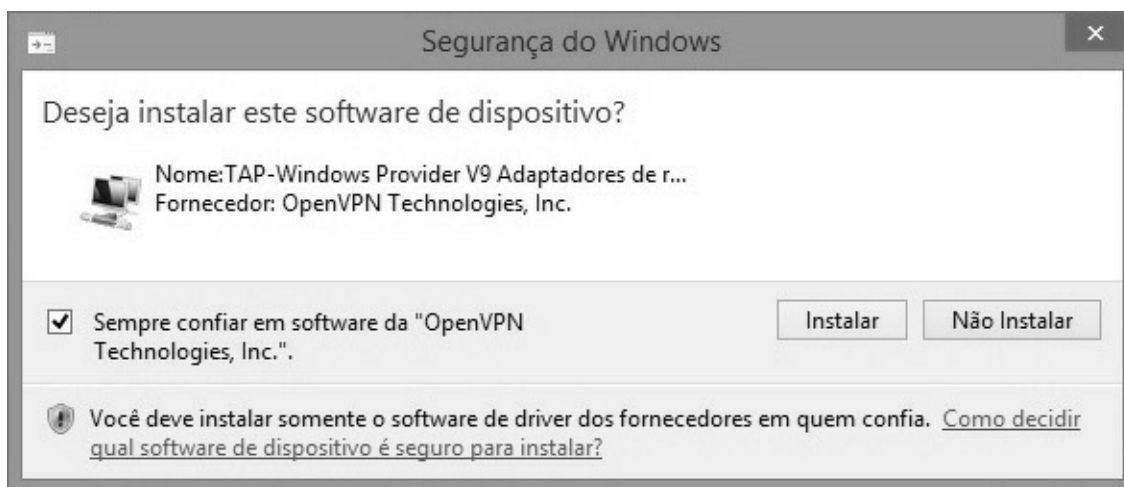 Segurança do Windows
Deseja instalar este software de dispositivo?
Nome:TAP-Windows Provider V9 Adaptadores de r...
Fornecedor: OpenVPN Technologies, Inc.
Sempre confiar em software da "OpenVPN
Technologies, Inc.".
Instalar
Não Instalar
Você deve instalar somente o software de driver dos fornecedores em quem confia. Como decidir
qual software de dispositivo é seguro para instalar?